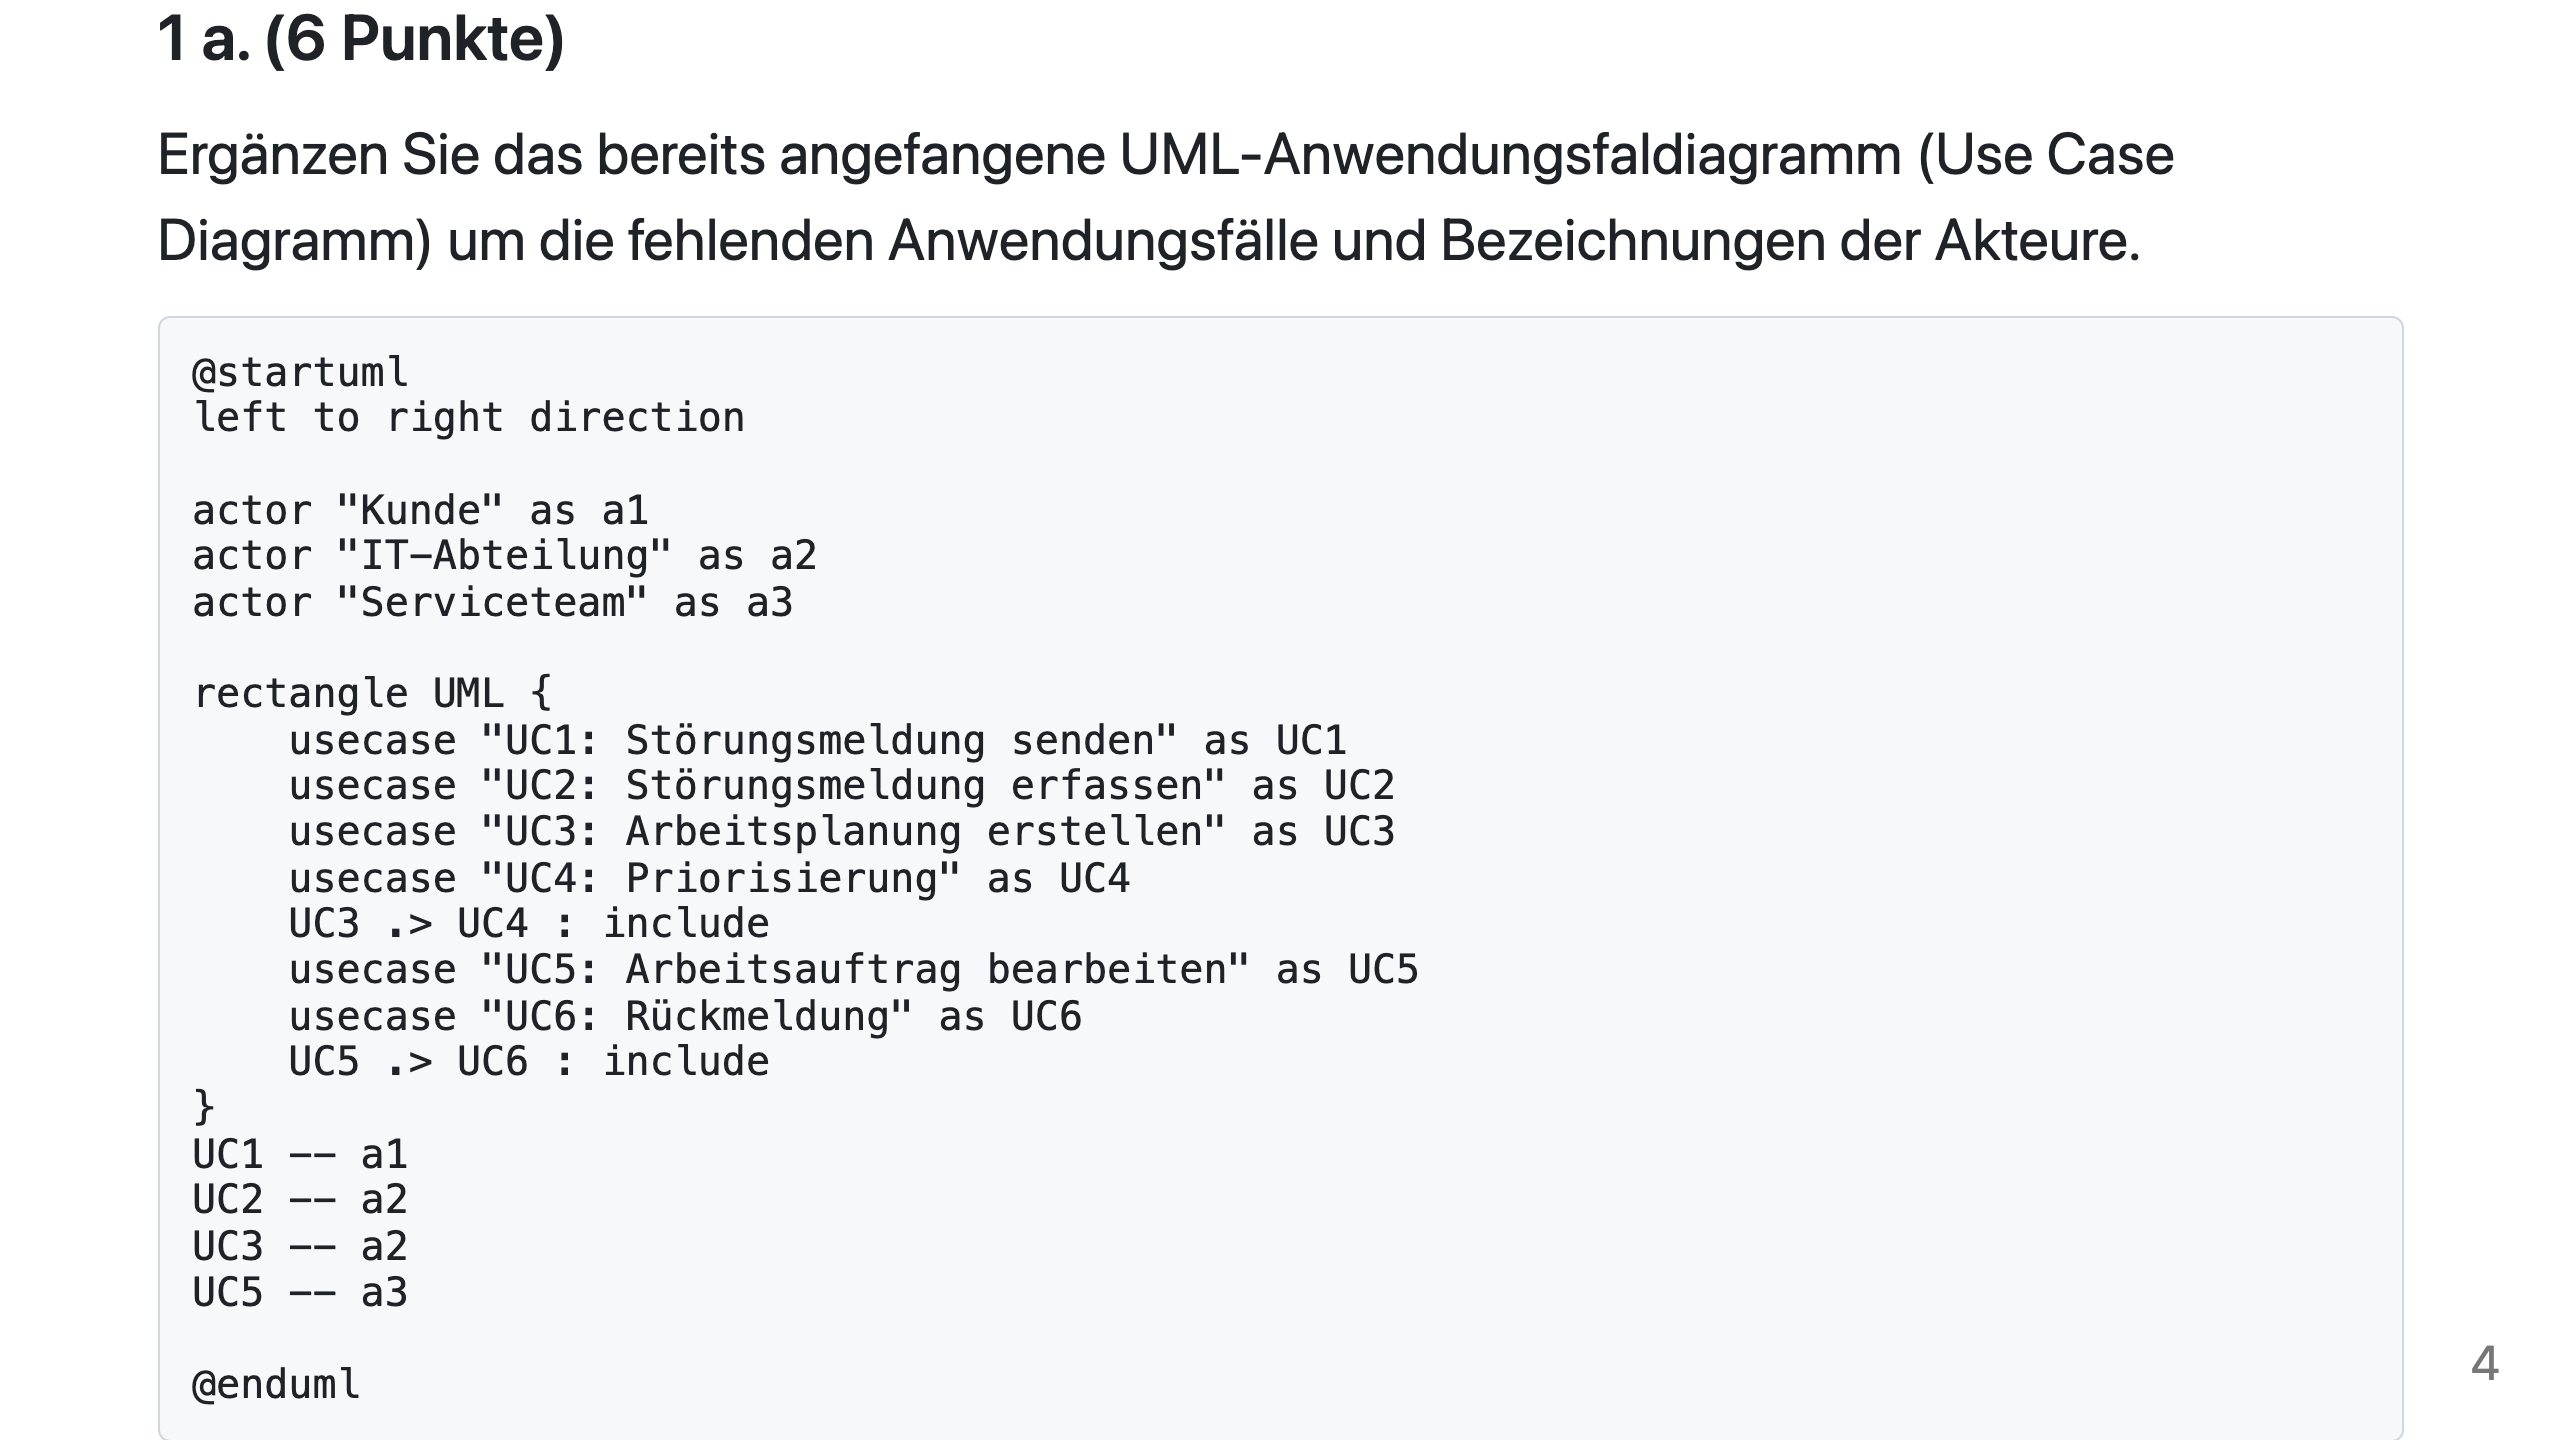 1 a. (6 Punkte)
Ergänzen Sie das bereits angefangene UML-Anwendungsfaldiagramm (Use Case
Diagramm) um die fehlenden Anwendungsfälle und Bezeichnungen der Akteure.
@startuml
left to right direction
actor "Kunde" as a1
actor "IT-Abteilung" as a2
actor "Serviceteam" as a3
rectangle UML {
    usecase "UC1: Störungsmeldung senden" as UC1
    usecase "UC2: Störungsmeldung erfassen" as UC2
    usecase "UC3: Arbeitsplanung erstellen" as UC3
    usecase "UC4: Priorisierung" as UC4
    UC3 .> UC4 : include
    usecase "UC5: Arbeitsauftrag bearbeiten" as UC5
    usecase "UC6: Rückmeldung" as UC6
    UC5 .> UC6 : include
}
UC1 -- a1
UC2 -- a2
UC3 -- a2
UC5 -- a3
@enduml
4